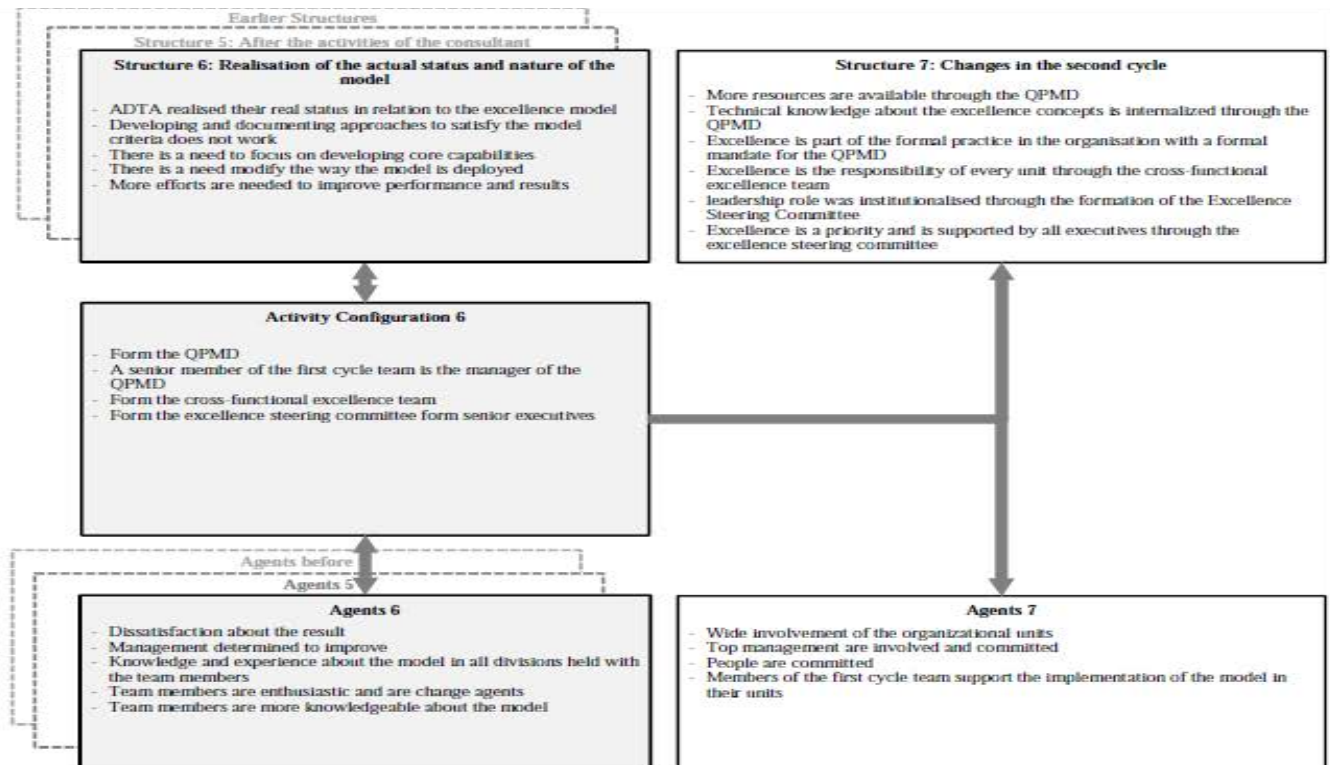 Earlier Structures
Structure 5: After the activities of the consultant
Structure 6: Realisation of the actual status and nature of the
model
- ADTA realised their real status in relation to the excellence model
- Developing and documenting approaches to satisfy the model
criteria does not work
- There is a need to focus on developing core capabilities
- There is a need modify the way the model is deployed
- More efforts are needed to improve performance and results
Structure 7: Changes in the second cycle
- More resources are available through the QPMD
- Technical knowledge about the excellence concepts is internalized through the
QPMD
- Excellence is part of the formal practice in the organisation with a formal
mandate for the QPMD
- Excellence is the responsibility of every unit through the cross-functional
excellence team
- leadership role was institutionalised through the formation of the Excellence
Steering Committee
- Excellence is a priority and is supported by all executives through the
excellence steering committee
Activity Configuration 6
- Form the QPMD
- A senior member of the first cycle team is the manager of the
QPMD
- Form the cross-functional excellence team
- Form the excellence steering committee form senior executives
Agents before
Agents 5
Agents 6
- Dissatisfaction about the result
- Management determined to improve
- Knowledge and experience about the model in all divisions held with
the team members
- Team members are enthusiastic and are change agents
- Team members are more knowledgeable about the model
Agents 7
- Wide involvement of the organizational units
- Top management are involved and committed
- People are committed
- Members of the first cycle team support the implementation of the model in
their units